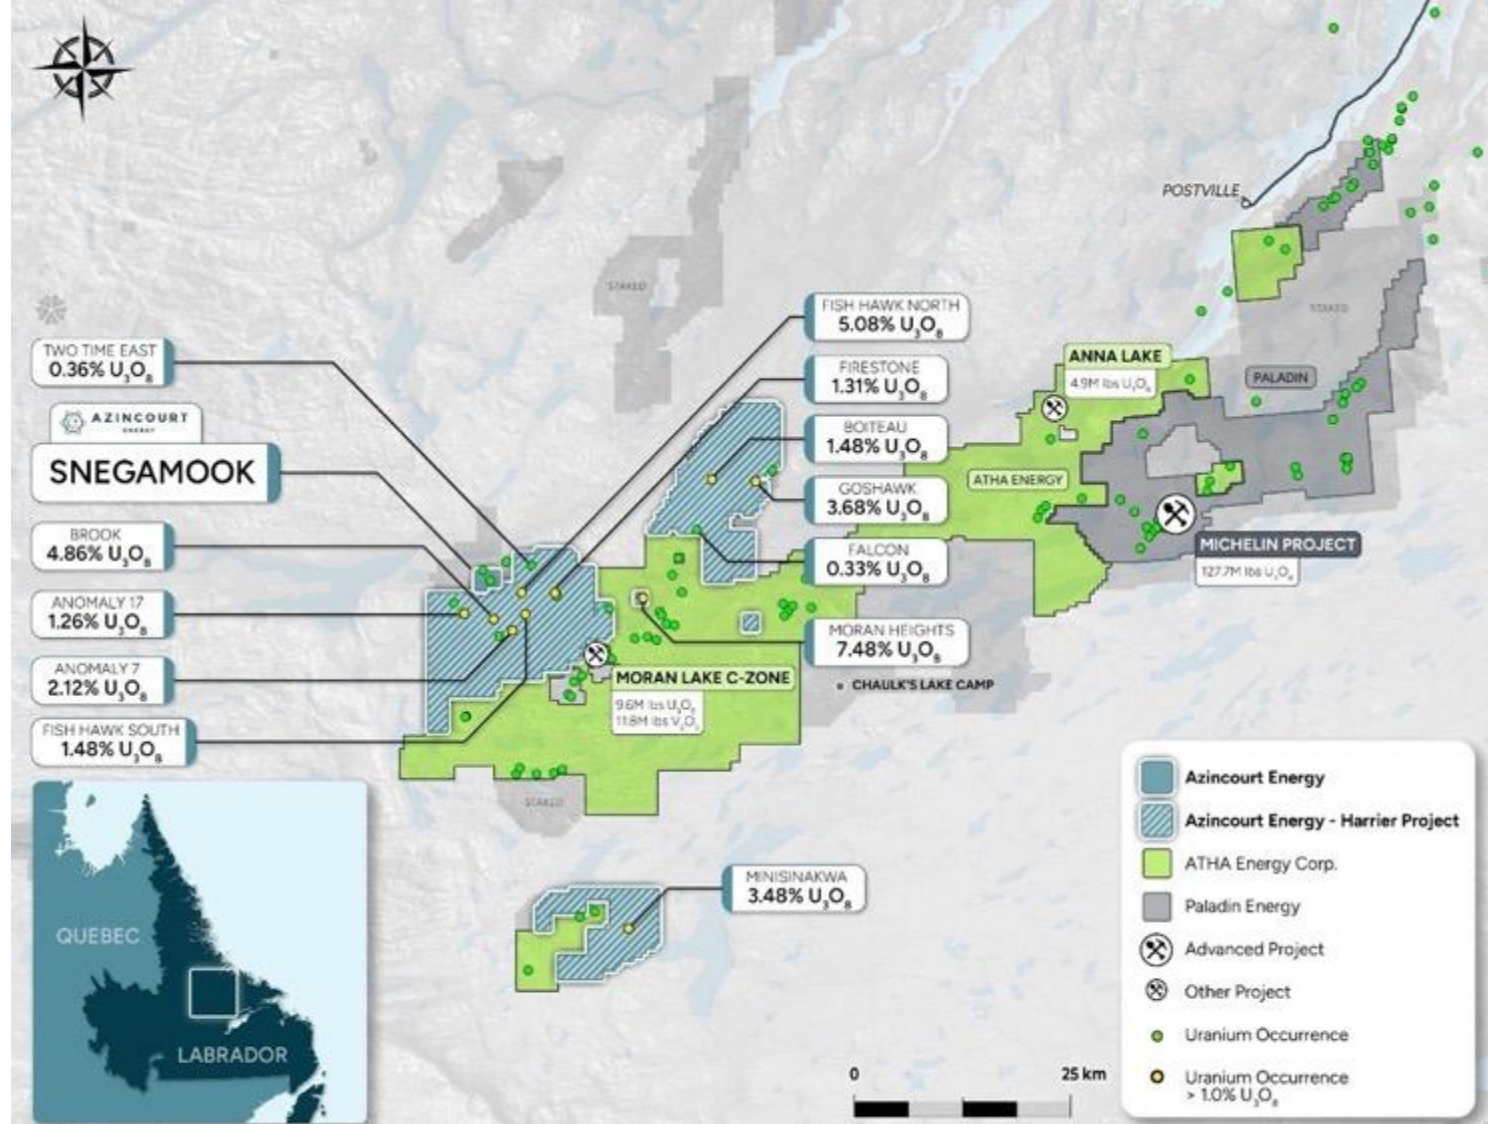 POSTVILLE
STAKED
STAKED
FISH HAWK NORTH
5.08% U₃O₈
TWO TIME EAST
0.36% U₃O₈
FIRESTONE
1.31% U₃O₈
ANNA LAKE
4.9M lbs U₃O₈
PALADIN
AZINCOURT
ENERGY
SNEGAMOOK
BOITEAU
1.48% U₃O₈
ATHA ENERGY
GOSHAWK
3.68% U₃O₈
BROOK
4.86% U₃O₈
FALCON
0.33% U₃O₈
MICHELIN PROJECT
127.7M lbs U₃O₈
ANOMALY 17
1.26% U₃O₈
MORAN HEIGHTS
7.48% U₃O₈
ANOMALY 7
2.12% U₃O₈
MORAN LAKE C-ZONE
9.6M lbs U₃O₈
11.8M lbs V₂O₅
CHAULK'S LAKE CAMP
FISH HAWK SOUTH
1.48% U₃O₈
STAKED
MINISINAKWA
3.48% U₃O₈
QUEBEC
LABRADOR
Azincourt Energy
Azincourt Energy - Harrier Project
ATHA Energy Corp.
Paladin Energy
Advanced Project
Other Project
Uranium Occurrence
Uranium Occurrence
> 1.0% U₃O₈
0 25 km